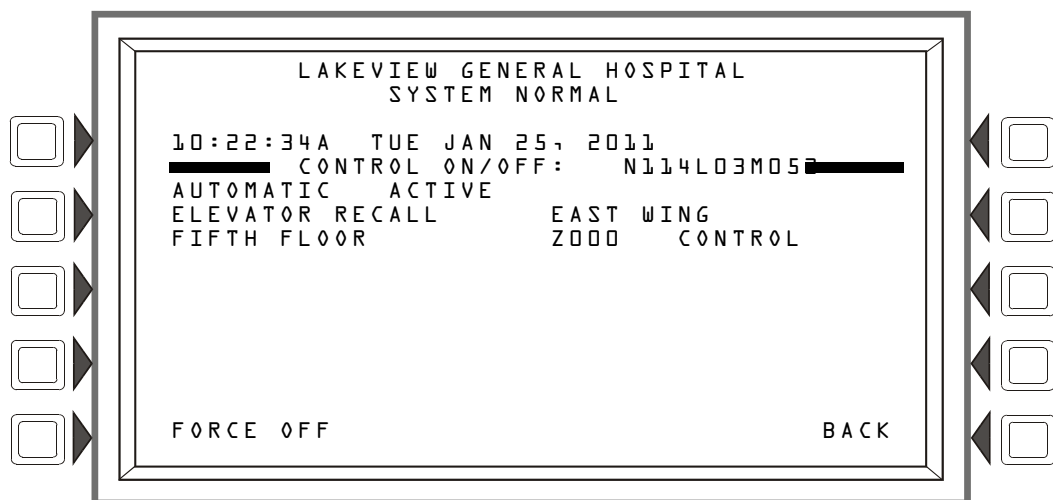 LAKEVIEW GENERAL HOSPITAL
SYSTEM NORMAL
10:22:34A TUE JAN 25, 2011
CONTROL ON/OFF:
AUTOMATIC ACTIVE
ELEVATOR RECALL EAST WING
FIFTH FLOOR Z000 CONTROL
FORCE OFF BACK